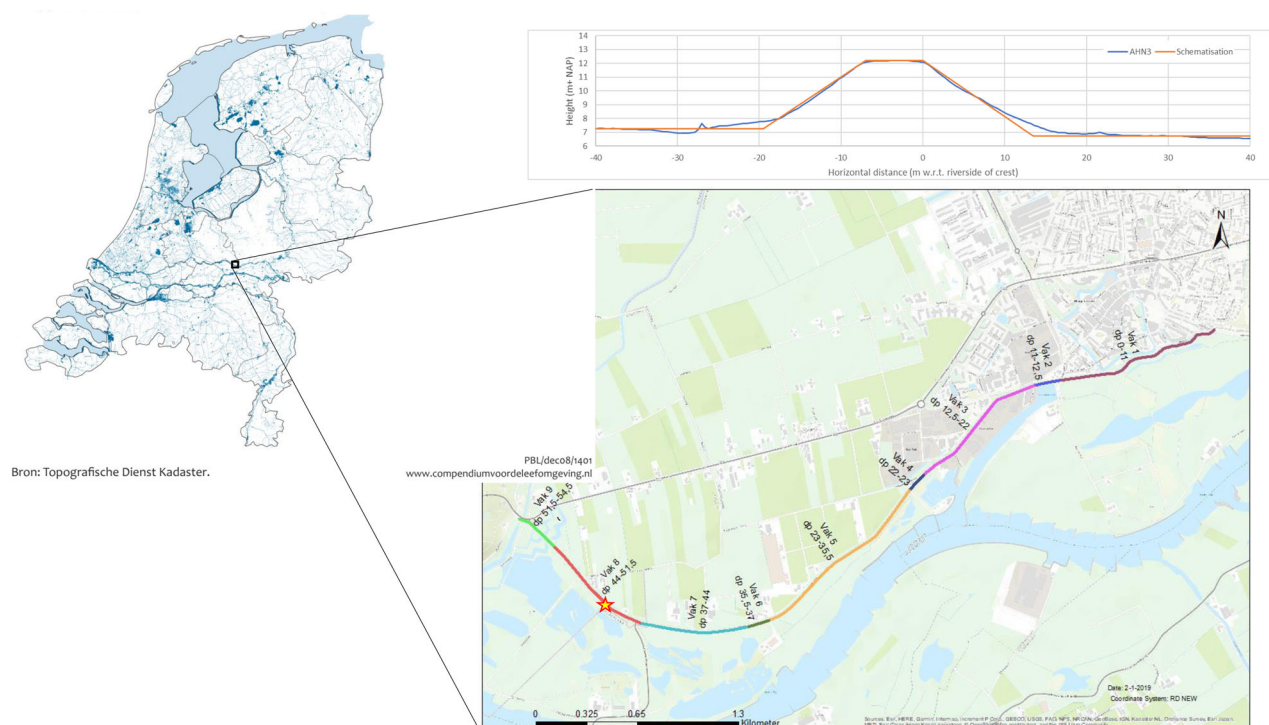 14
13
12
11
10
9
8
7
6
Height (m+ NAP)
AHN3
Schematisation
-40
-30
-20
-10
0
10
20
30
40
Horizontal distance (m w.r.t. riverside of crest)
N
Vak 1
dp 0-11
Vak 2
dp 11-12,5
Vak 3
dp 12,5-22
Vak 4
dp 22-23
Vak 5
dp 23-35,5
Vak 6
dp 35,5-37
Vak 7
dp 37-44
Vak 8
dp 44-51,5
Vak 9
dp 51,5-54,5
Bron: Topografische Dienst Kadaster.
PBL/dec08/1401
www.compendiumvoordeleefomgeving.nl
Date: 2-1-2019
Coordinate System: RD NEW
0 0.325 0.65 1.3
Kilometer